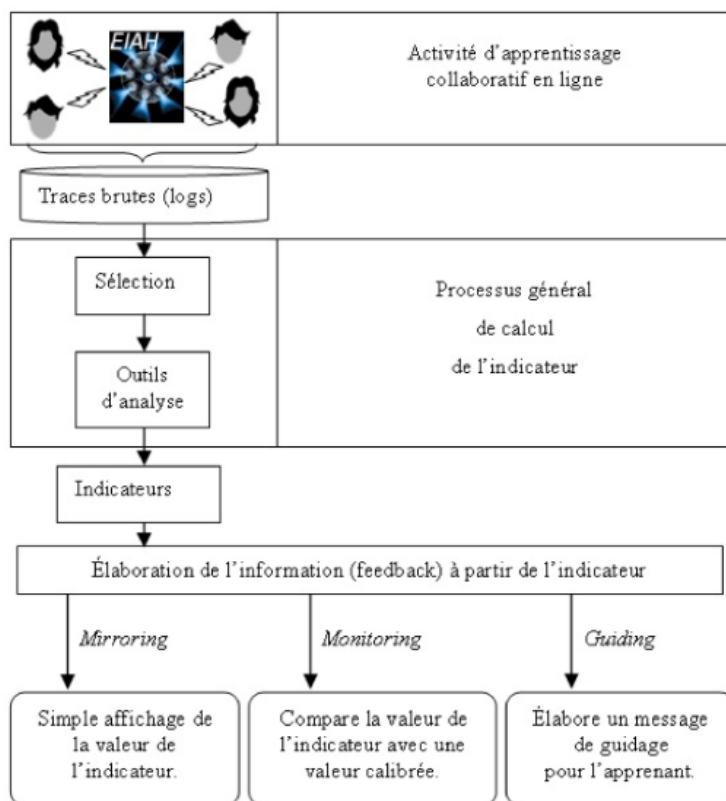 EIAH
Activité d'apprentissage
collaboratif en ligne
Traces brutes (logs)
Sélection
Processus général
de calcul
de l'indicateur
Outils
d'analyse
Indicateurs
Élaboration de l'information (feedback) à partir de l'indicateur
Mirroring
Monitoring
Guiding
Simple affichage de
la valeur de
l'indicateur.
Compare la valeur de
l'indicateur avec une
valeur calibrée.
Élabore un message
de guidage
pour l'apprenant.